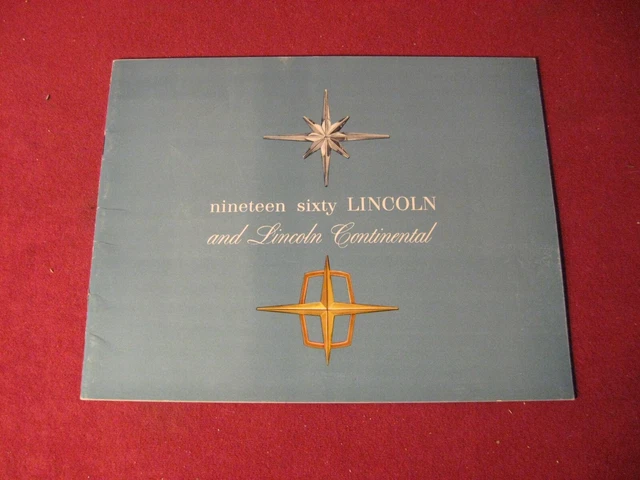 nineteen sixty LINCOLN
and Lincoln Continental